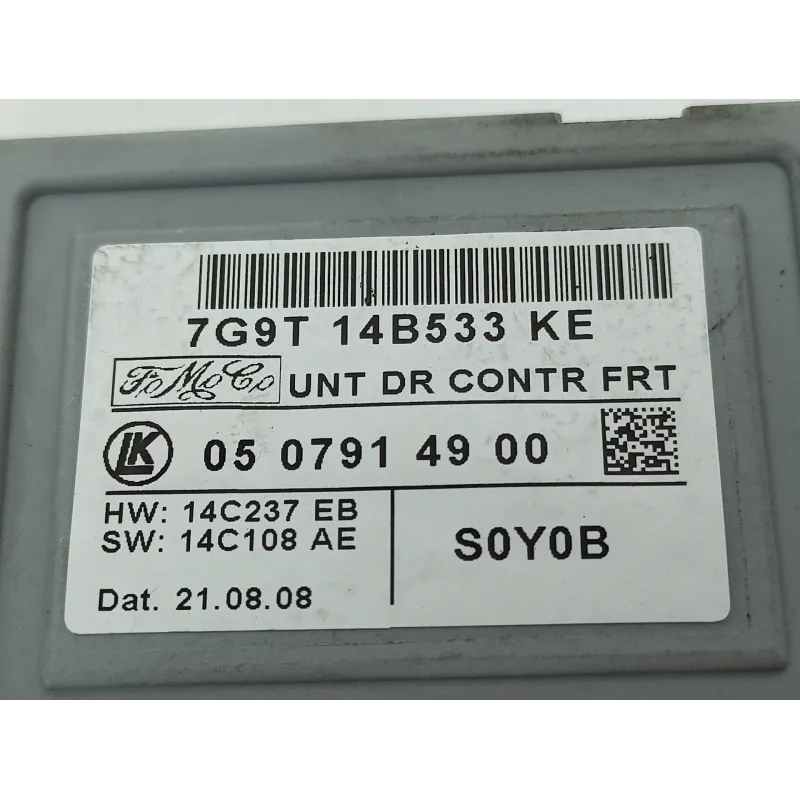 7G9T 14B533 KE
FoMoCo UNT DR CONTR FRT
LK 05 0791 49 00
HW: 14C237 EB
SW: 14C108 AE
S0Y0B
Dat. 21.08.08